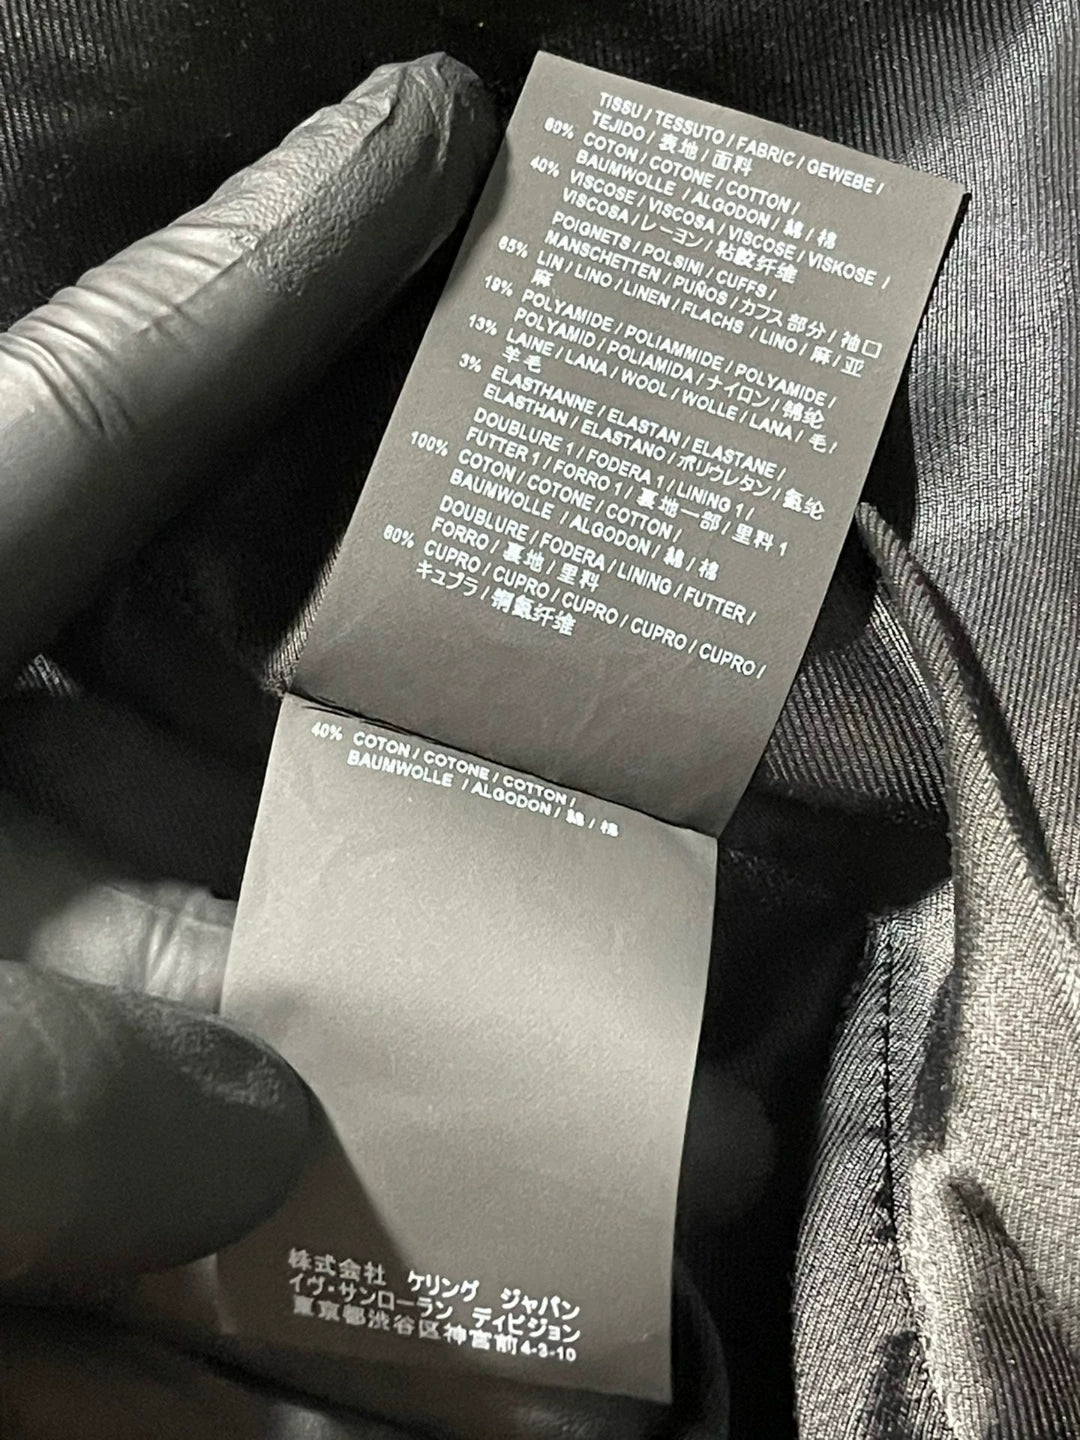 TISSU / TESSUTO / FABRIC / GEWEBE /
TEJIDO / 表地 / 面料
60% COTON / COTONE / COTTON /
BAUMWOLLE / ALGODON / 綿 / 棉
40% VISCOSE / VISCOSA / VISCOSE / VISKOSE /
VISCOSA / レーヨン / 粘胶纤维
POIGNETS / POLSINI / CUFFS /
MANSCHETTEN / PUÑOS / カフス部分 / 袖口
65% LIN / LINO / LINEN / FLACHS / LINO / 麻 / 亚
麻
19% POLYAMIDE / POLIAMMIDE / POLYAMIDE /
POLYAMID / POLIAMIDA / ナイロン / 锦纶
13% LAINE / LANA / WOOL / WOLLE / LANA / 毛 /
羊毛
3% ELASTHANNE / ELASTAN / ELASTANE /
ELASTHAN / ELASTANO / ポリウレタン / 氨纶
DOUBLURE 1 / FODERA 1 / LINING 1 /
FUTTER 1 / FORRO 1 / 裏地一部 / 里料 1
100% COTON / COTONE / COTTON /
BAUMWOLLE / ALGODON / 綿 / 棉
DOUBLURE / FODERA / LINING / FUTTER /
FORRO / 裏地 / 里料
60% CUPRO / CUPRO / CUPRO / CUPRO / CUPRO /
キュプラ / 铜氨纤维
40% COTON / COTONE / COTTON /
BAUMWOLLE / ALGODON / 綿 / 棉
株式会社 ケリング ジャパン
イヴ・サンローラン ディビジョン
東京都渋谷区神宮前4-3-10